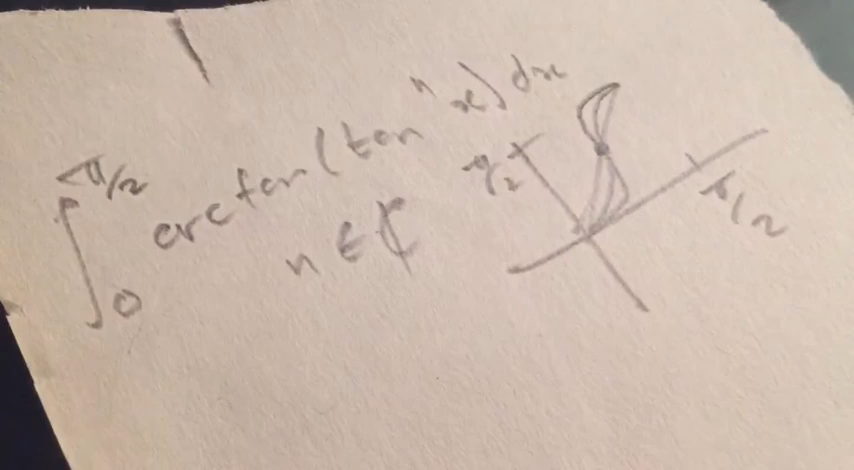 ∫₀^{π/2} arctan(tanⁿ x) dx
n ∈ ℂ
π/2
π/2